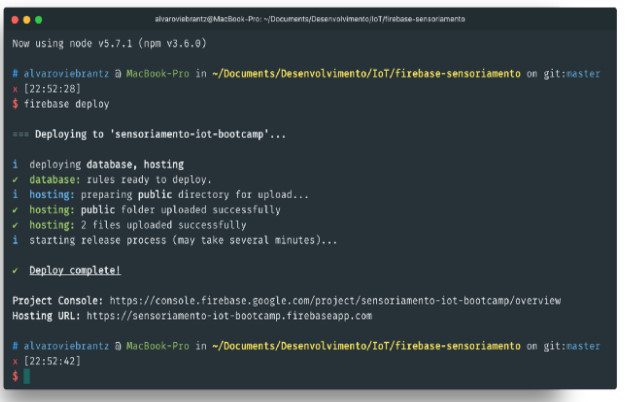 alvaroviebrantz@MacBook-Pro: ~/Documents/Desenvolvimento/IoT/firebase-sensoriamento
Now using node v5.7.1 (npm v3.6.0)
# alvaroviebrantz @ MacBook-Pro in ~/Documents/Desenvolvimento/IoT/firebase-sensoriamento on git:master
x [22:52:28]
$ firebase deploy
=== Deploying to 'sensoriamento-iot-bootcamp'...
i deploying database, hosting
✔ database: rules ready to deploy.
i hosting: preparing public directory for upload...
✔ hosting: public folder uploaded successfully
✔ hosting: 2 files uploaded successfully
i starting release process (may take several minutes)...
✔ Deploy complete!
Project Console: https://console.firebase.google.com/project/sensoriamento-iot-bootcamp/overview
Hosting URL: https://sensoriamento-iot-bootcamp.firebaseapp.com
# alvaroviebrantz @ MacBook-Pro in ~/Documents/Desenvolvimento/IoT/firebase-sensoriamento on git:master
x [22:52:42]
$